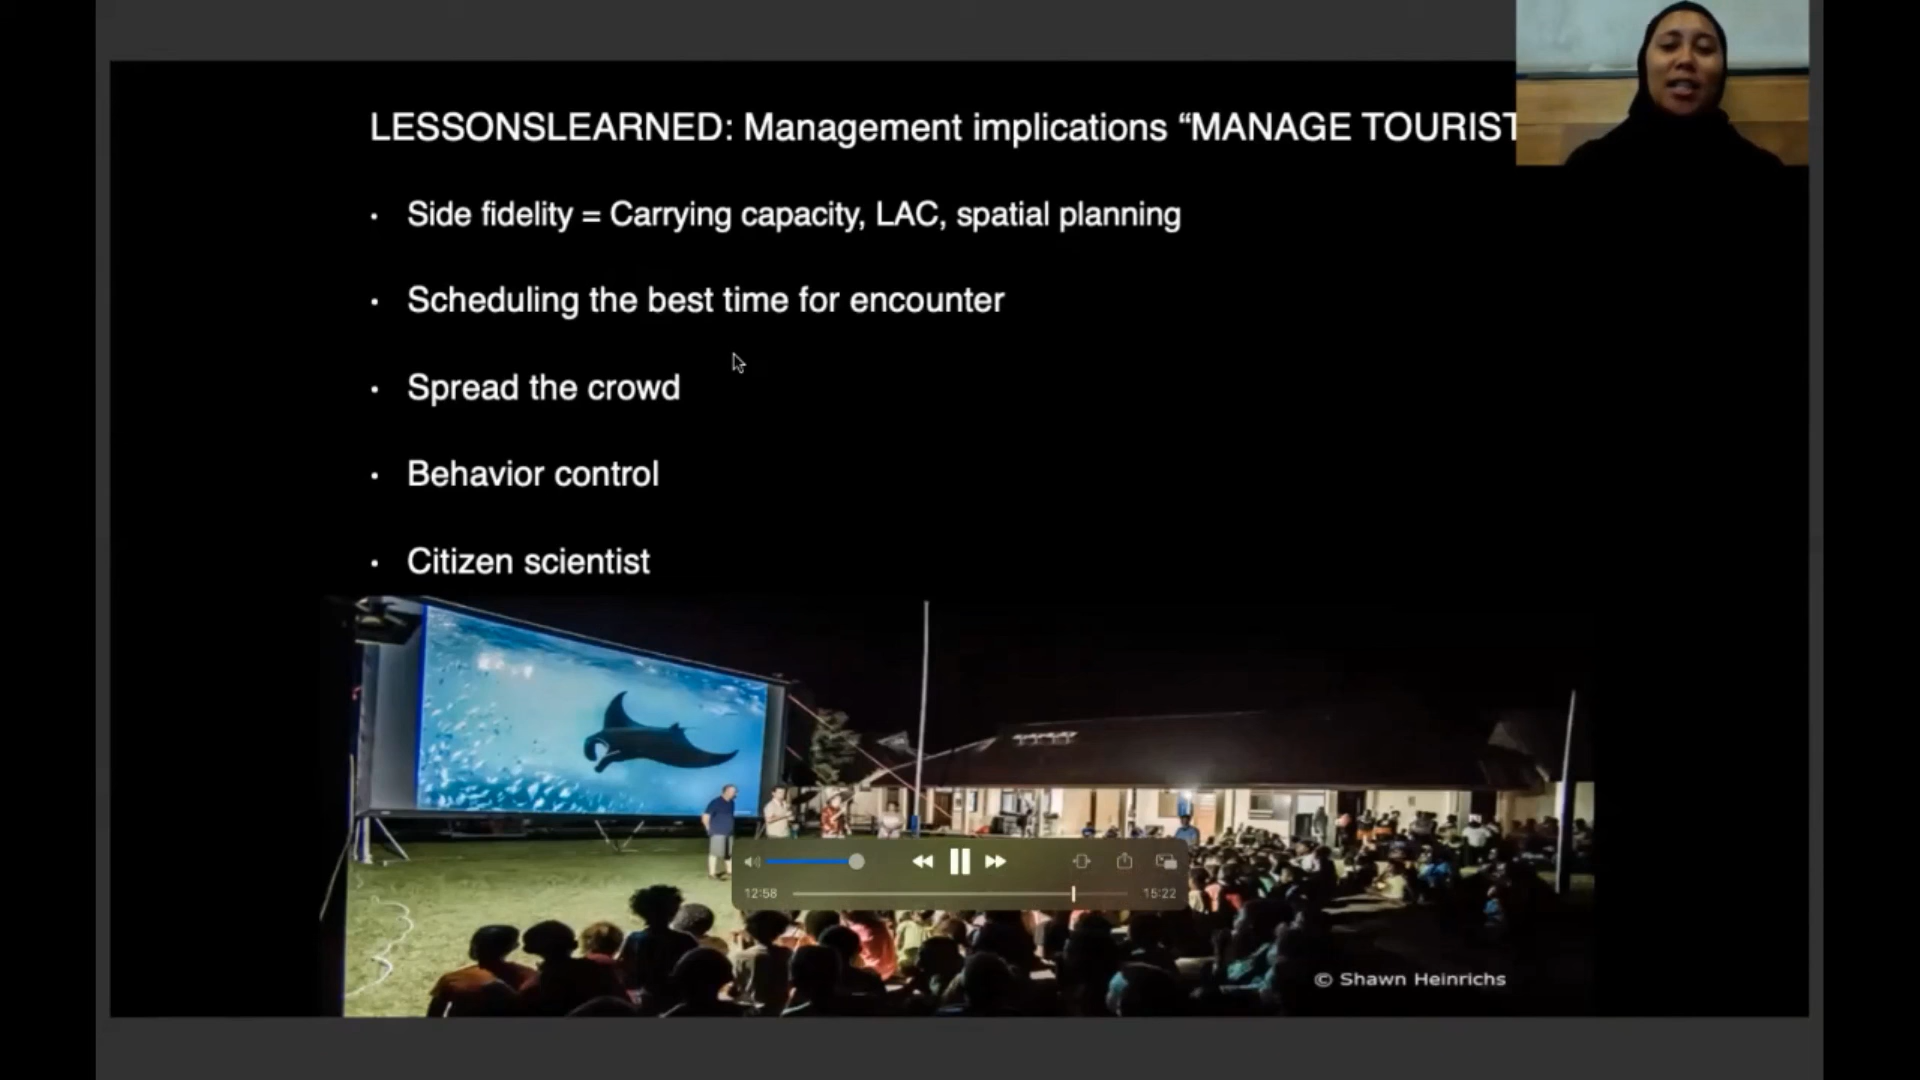 LESSONSLEARNED: Management implications “MANAGE TOURIST
· Side fidelity = Carrying capacity, LAC, spatial planning
· Scheduling the best time for encounter
· Spread the crowd
· Behavior control
· Citizen scientist
12:58
15:22
© Shawn Heinrichs